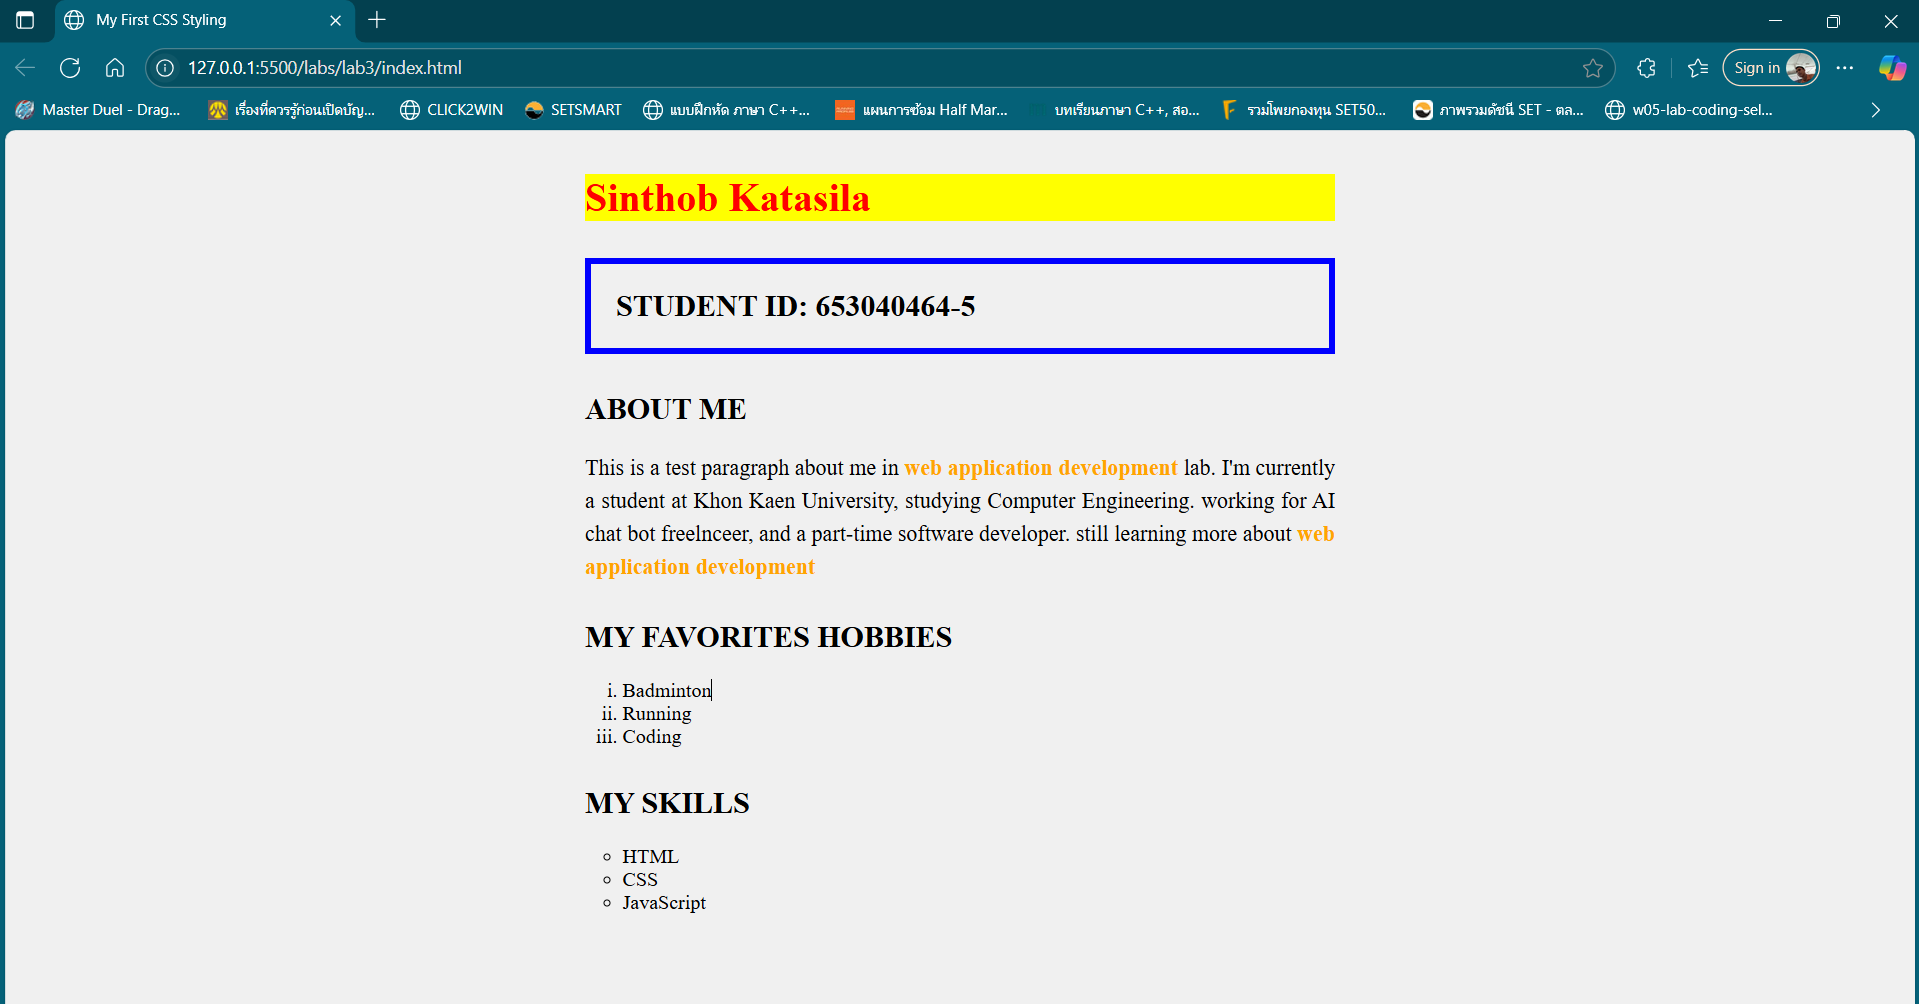 My First CSS Styling
127.0.0.1:5500/labs/lab3/index.html
Sign in
Master Duel - Drag...
เรื่องที่ควรรู้ก่อนเปิดบัญ...
CLICK2WIN
SETSMART
แบบฝึกหัด ภาษา C++...
แผนการซ้อม Half Mar...
บทเรียนภาษา C++, สอ...
รวมโพยกองทุน SET50...
ภาพรวมดัชนี SET - ตล...
w05-lab-coding-sel...
Sinthob Katasila
STUDENT ID: 653040464-5
ABOUT ME
This is a test paragraph about me in web application development lab. I'm currently
a student at Khon Kaen University, studying Computer Engineering. working for AI
chat bot freelnceer, and a part-time software developer. still learning more about web
application development
MY FAVORITES HOBBIES
i. Badminton
ii. Running
iii. Coding
MY SKILLS
HTML
CSS
JavaScript